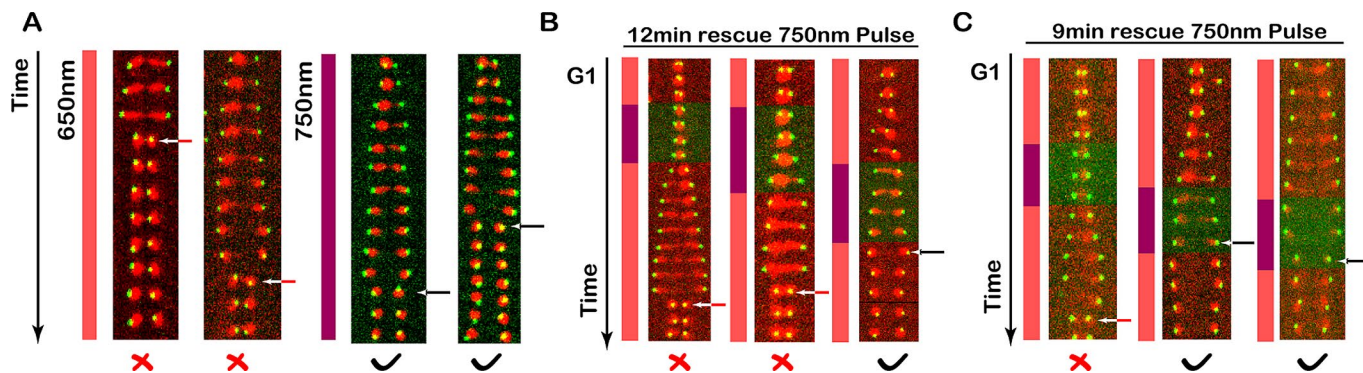 A
Time
650nm
750nm
B
12min rescue 750nm Pulse
G1
Time
C
9min rescue 750nm Pulse
G1
Time